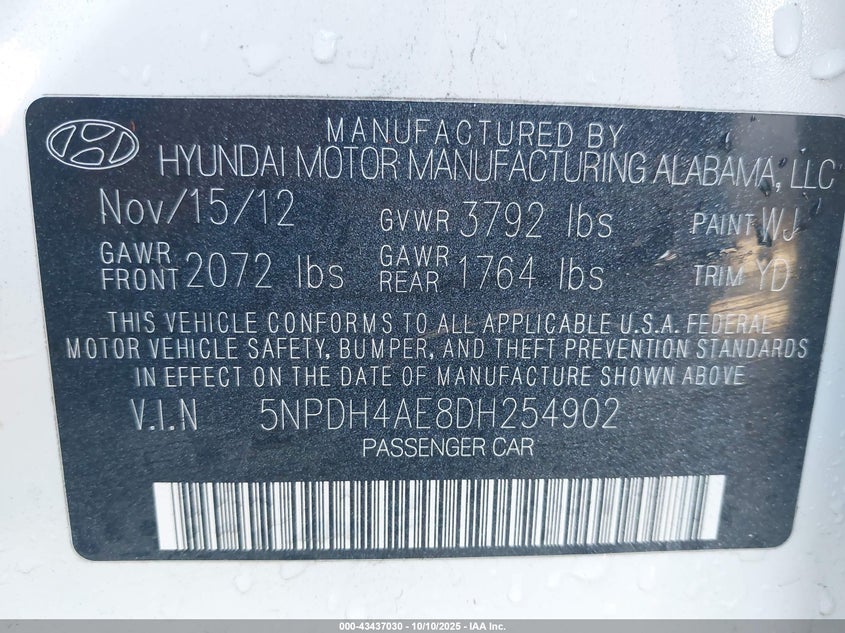 MANUFACTURED BY
HYUNDAI MOTOR MANUFACTURING ALABAMA, LLC
Nov/15/12 GVWR 3792 lbs PAINT WJ
GAWR FRONT 2072 lbs GAWR REAR 1764 lbs TRIM YD
THIS VEHICLE CONFORMS TO ALL APPLICABLE U.S.A. FEDERAL
MOTOR VEHICLE SAFETY, BUMPER, AND THEFT PREVENTION STANDARDS
IN EFFECT ON THE DATE OF MANUFACTURE SHOWN ABOVE.
V.I.N 5NPDH4AE8DH254902
PASSENGER CAR
000-43437030 - 10/10/2025 - IAA Inc.